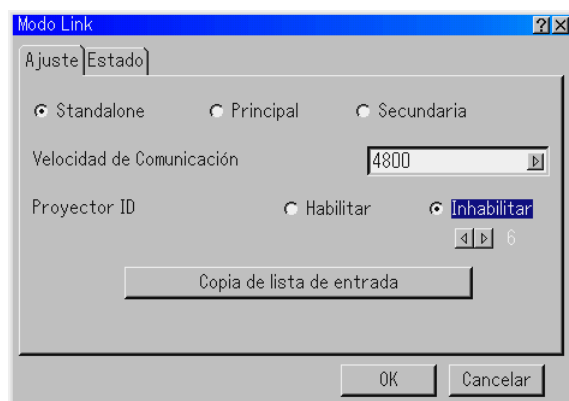 Modo Link
Ajuste Estado
Standalone Principal Secundaria
Velocidad de Comunicación 4800
Proyector ID Habilitar Inhabilitar
6
Copia de lista de entrada
OK Cancelar